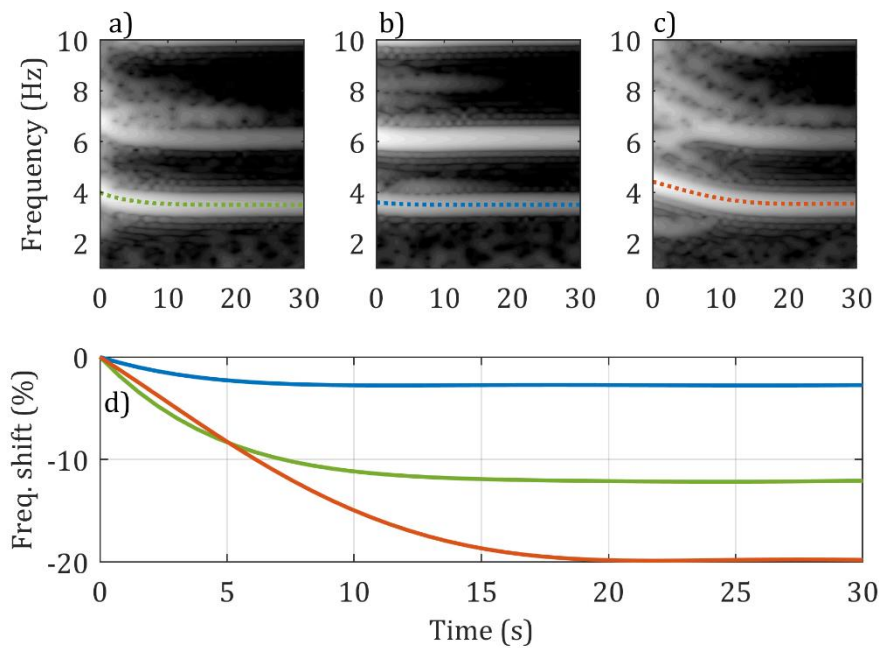 a) b) c)
Frequency (Hz)
10 10 10
8 8 8
6 6 6
4 4 4
2 2 2
0 10 20 30 0 10 20 30 0 10 20 30
Freq. shift (%)
0
-10
-20
d)
0 5 10 15 20 25 30
Time (s)